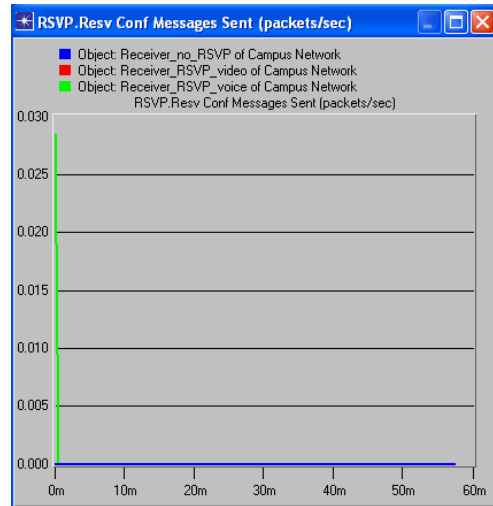 RSVP.Resv Conf Messages Sent (packets/sec)
Object: Receiver_no_RSVP of Campus Network
Object: Receiver_RSVP_video of Campus Network
Object: Receiver_RSVP_voice of Campus Network
RSVP.Resv Conf Messages Sent (packets/sec)
0.030
0.025
0.020
0.015
0.010
0.005
0.000
0m 10m 20m 30m 40m 50m 60m